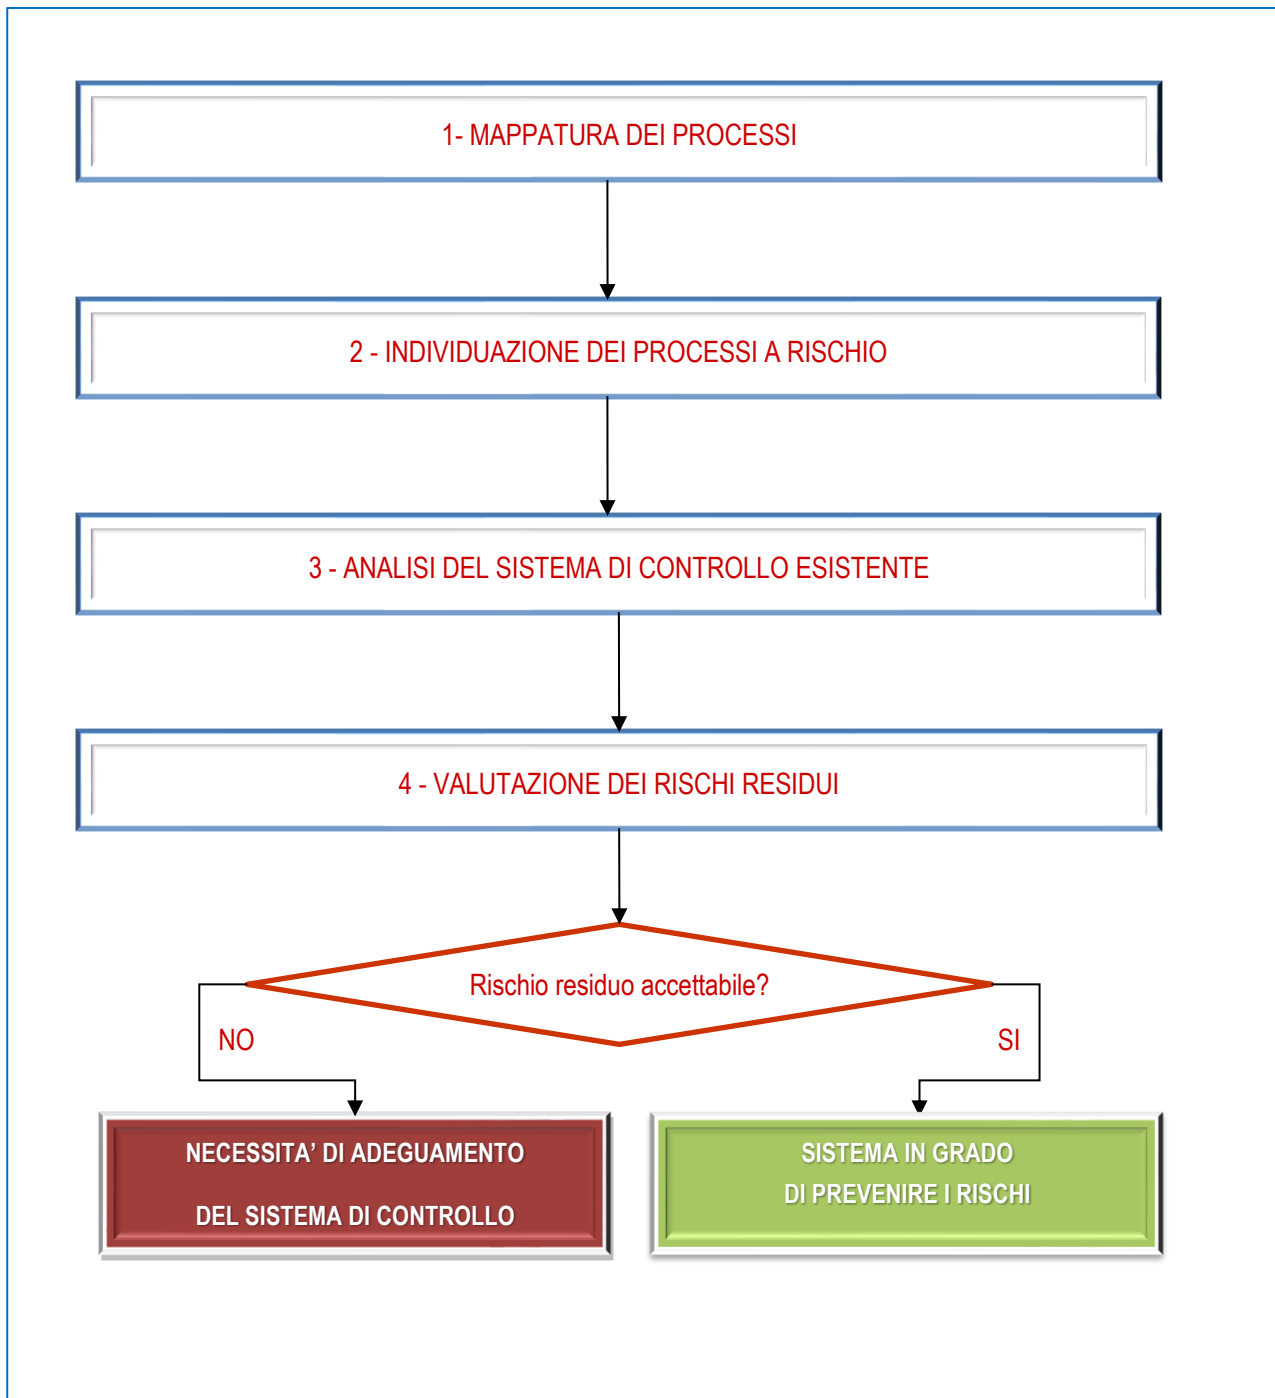 1- MAPPATURA DEI PROCESSI
2 - INDIVIDUAZIONE DEI PROCESSI A RISCHIO
3 - ANALISI DEL SISTEMA DI CONTROLLO ESISTENTE
4 - VALUTAZIONE DEI RISCHI RESIDUI
Rischio residuo accettabile?
NO
SI
NECESSITA’ DI ADEGUAMENTO
DEL SISTEMA DI CONTROLLO
SISTEMA IN GRADO
DI PREVENIRE I RISCHI